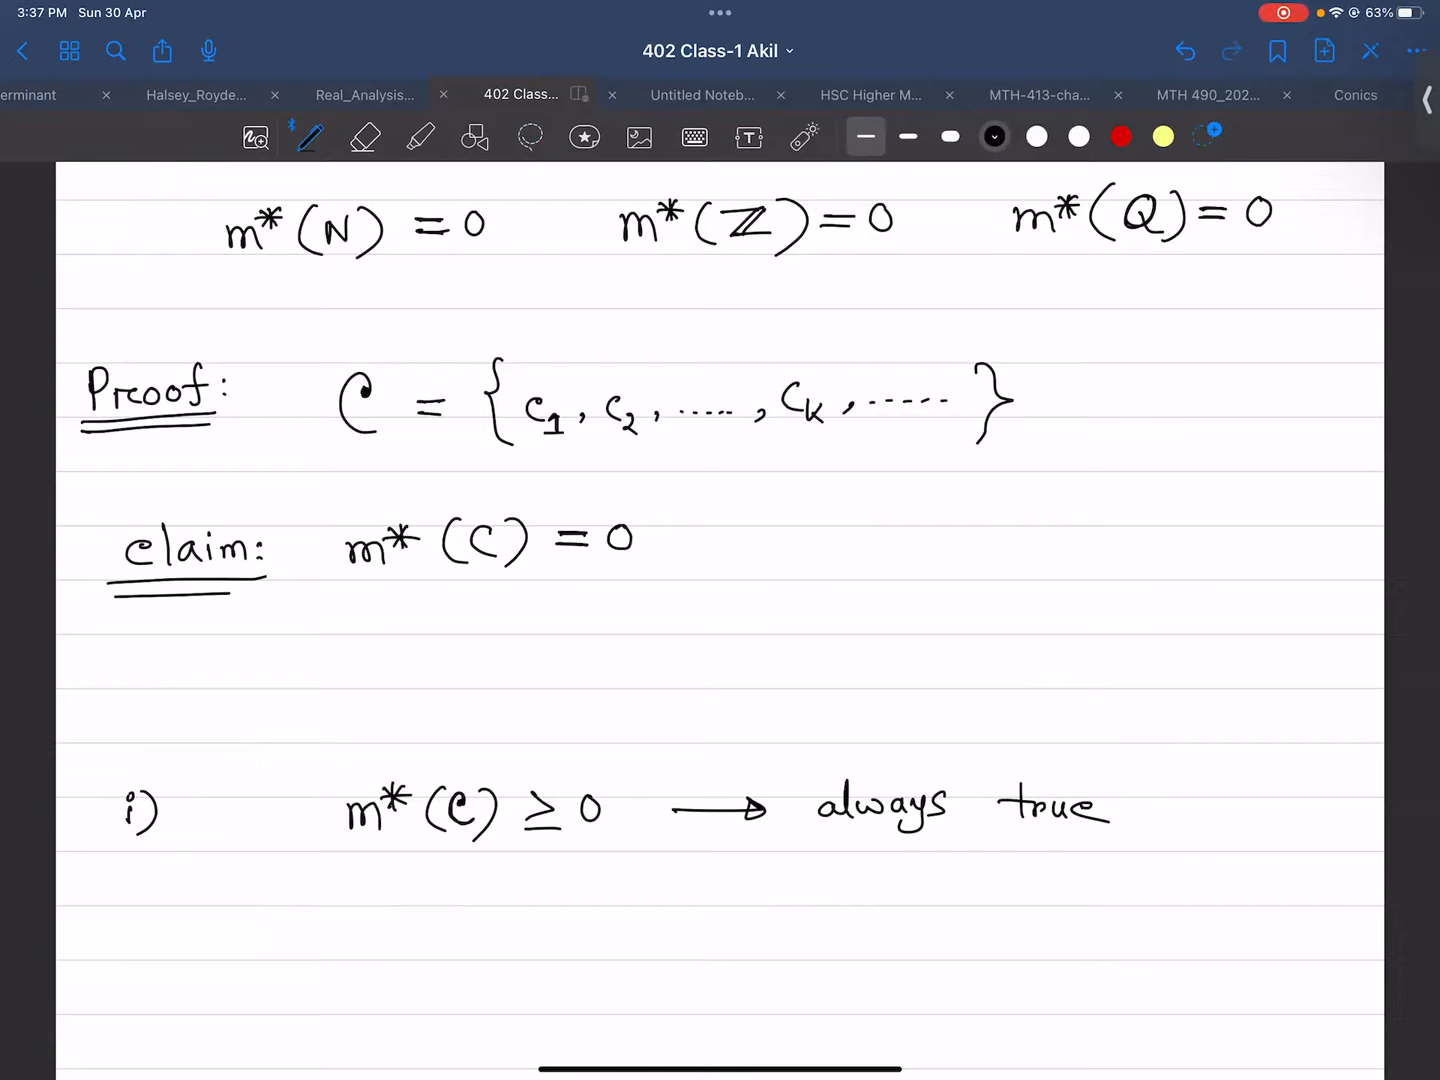 3:37 PM Sun 30 Apr
63%
402 Class-1 Akil
erminant
Halsey_Royde...
Real_Analysis...
402 Class...
Untitled Noteb...
HSC Higher M...
MTH-413-cha...
MTH 490_202...
Conics
m*(N) = 0 m*(ℤ) = 0 m*(Q) = 0
Proof: C = {c₁, c₂, ....., cₖ, ......}
Claim: m*(C) = 0
i) m*(C) ≥ 0 ⟶ always true